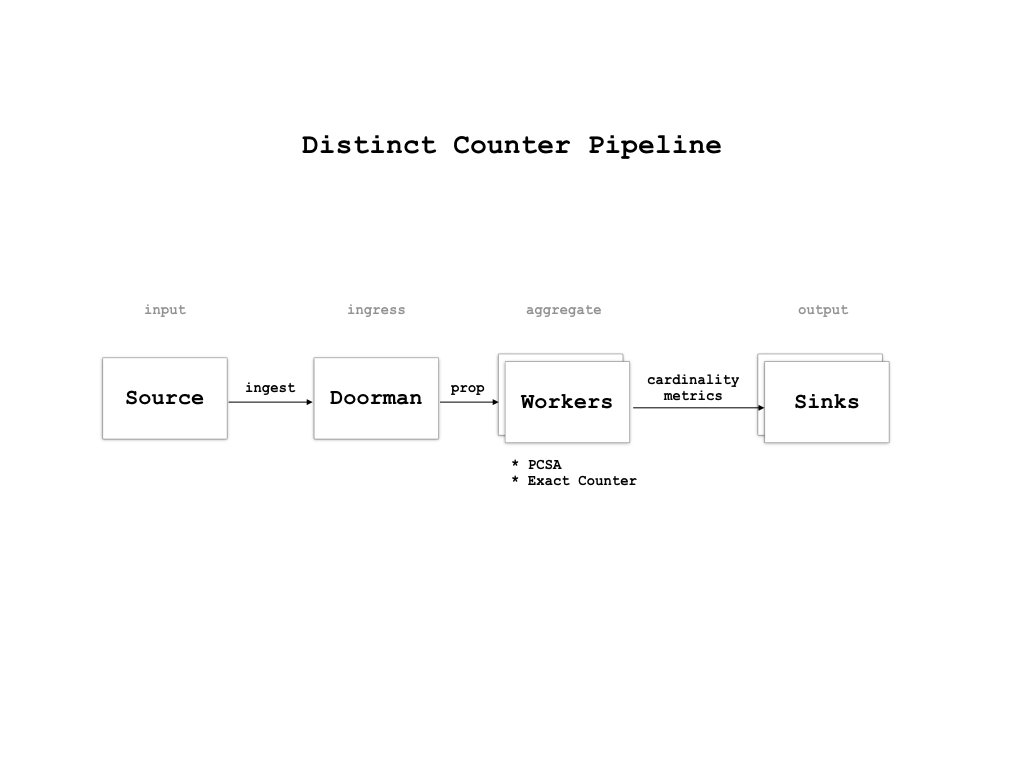 Distinct Counter Pipeline
input
ingress
aggregate
output
Source
ingest
Doorman
prop
Workers
cardinality
metrics
Sinks
* PCSA
* Exact Counter